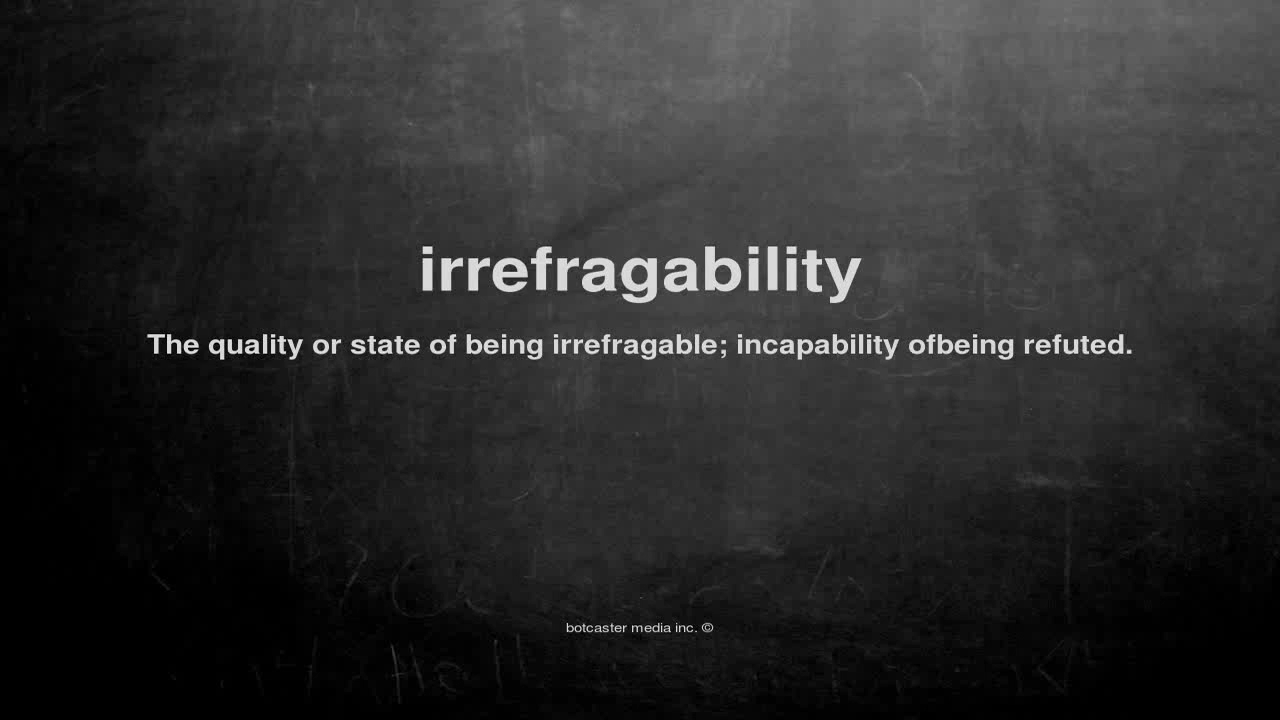 irrefragability
The quality or state of being irrefragable; incapability ofbeing refuted.
botcaster media inc. ©